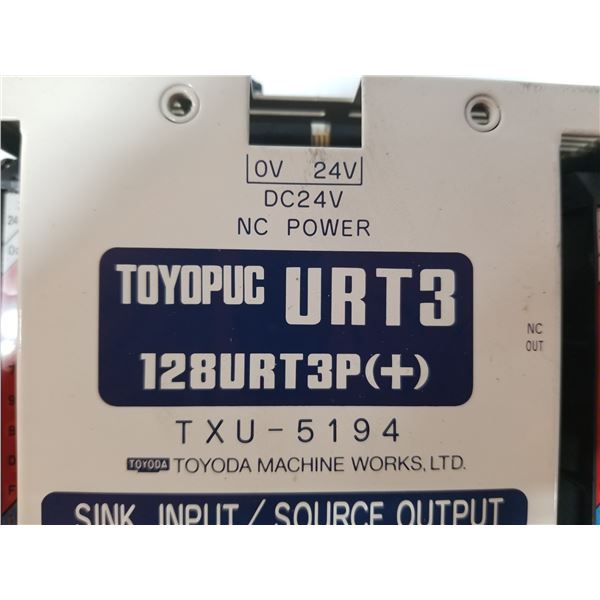 0V 24V
DC24V
NC POWER
TOYOPUC URT3
128URT3P(+)
NC
OUT
TXU-5194
TOYODA TOYODA MACHINE WORKS, LTD.
SINK INPUT/SOURCE OUTPUT
24
D
F